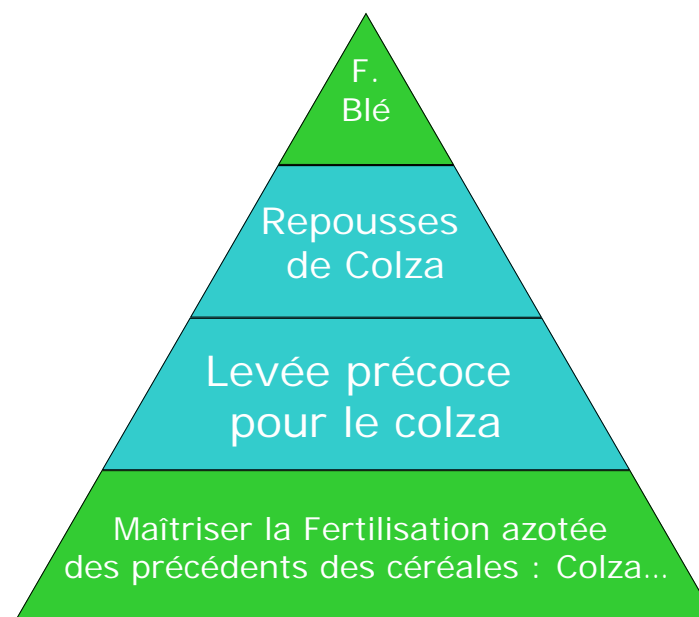 F.
Blé
Repousses
de Colza
Levée précoce
pour le colza
Maîtriser la Fertilisation azotée
des précédents des céréales : Colza...